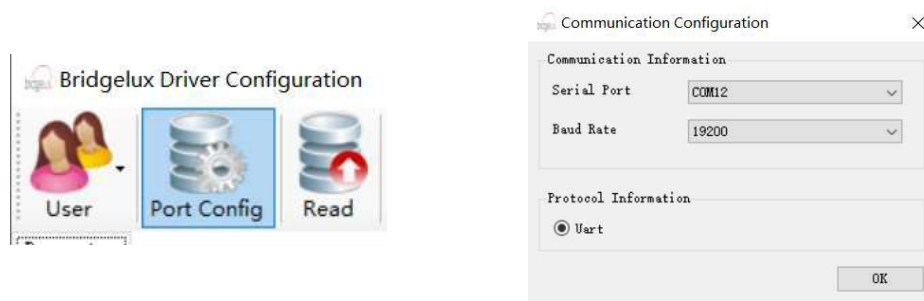 Bridgelux Driver Configuration
User
Port Config
Read
Communication Configuration
Communication Information
Serial Port
COM12
Baud Rate
19200
Protocol Information
Uart
OK